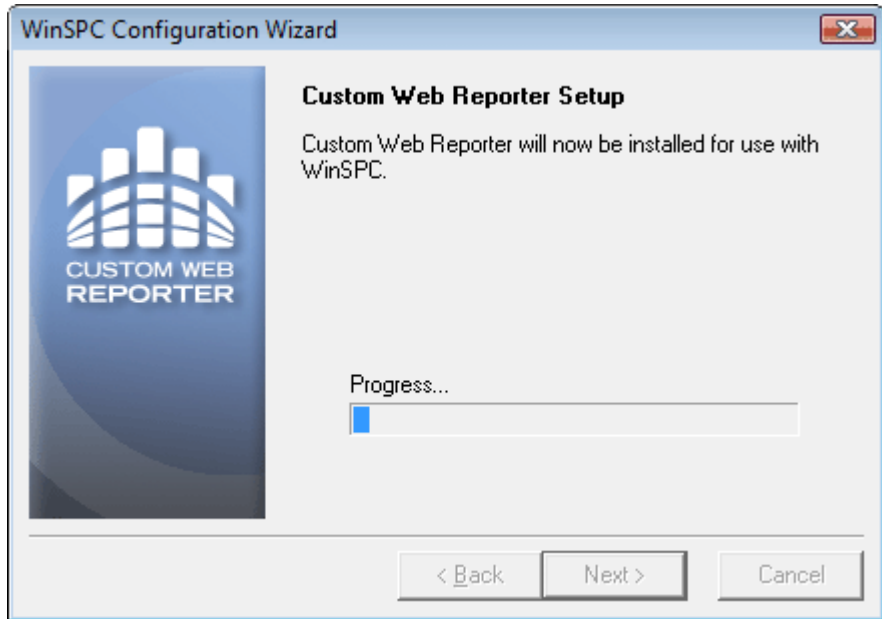 WinSPC Configuration Wizard
Custom Web Reporter Setup
Custom Web Reporter will now be installed for use with
WinSPC.
CUSTOM WEB
REPORTER
Progress...
< Back
Next >
Cancel